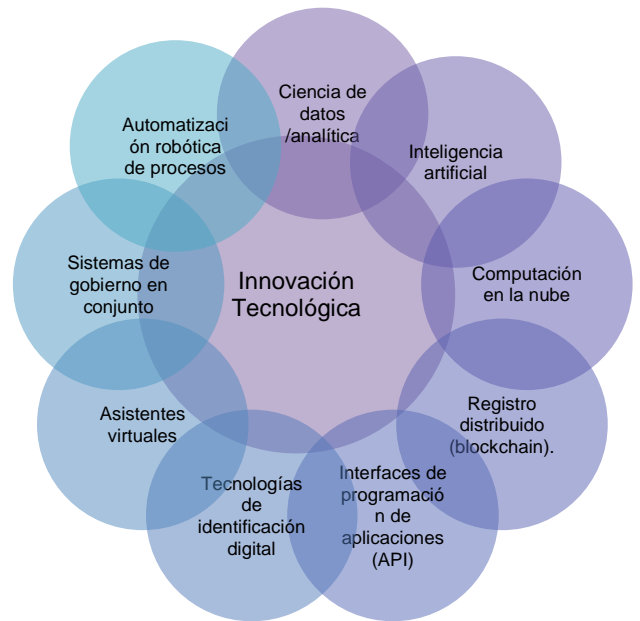 Ciencia de
datos
/analítica
Inteligencia
artificial
Computación
en la nube
Registro
distribuido
(blockchain).
Interfaces de
programació
n de
aplicaciones
(API)
Tecnologías
de
identificación
digital
Asistentes
virtuales
Sistemas de
gobierno en
conjunto
Automatizaci
ón robótica
de procesos
Innovación
Tecnológica